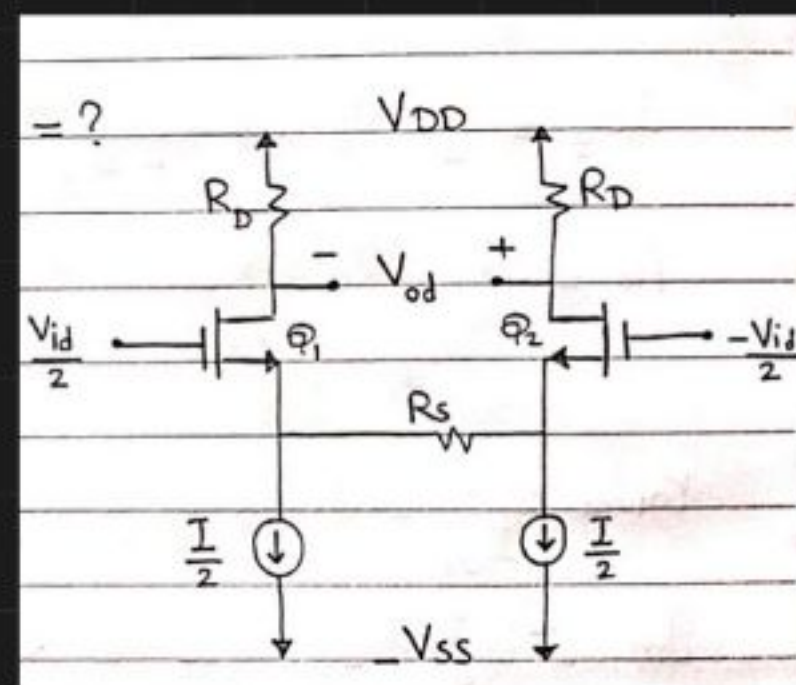 = ?
VDD
RD
RD
- Vod +
Vid/2
Q1
Q2
-Vid/2
Rs
I/2
I/2
-VSS